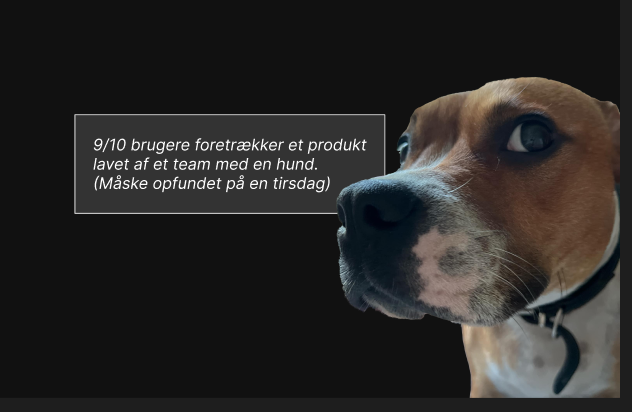 9/10 brugere foretrækker et produkt
lavet af et team med en hund.
(Måske opfundet på en tirsdag)